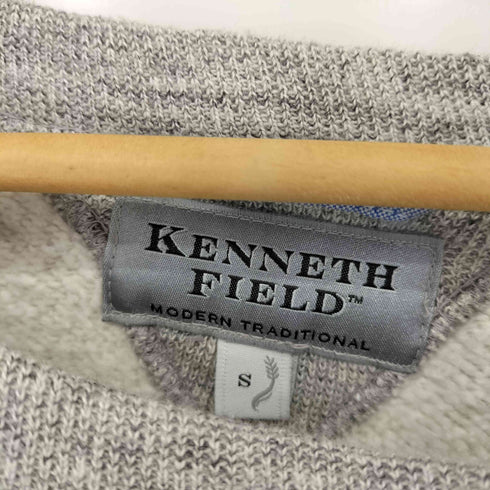 KENNETH
FIELD™
MODERN TRADITIONAL
S